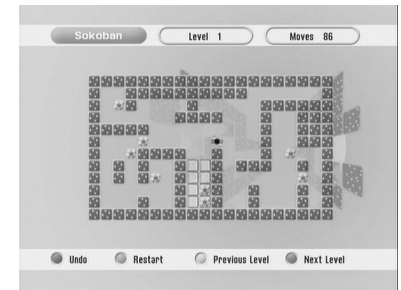 Sokoban Level 1 Moves 86
Undo Restart Previous Level Next Level